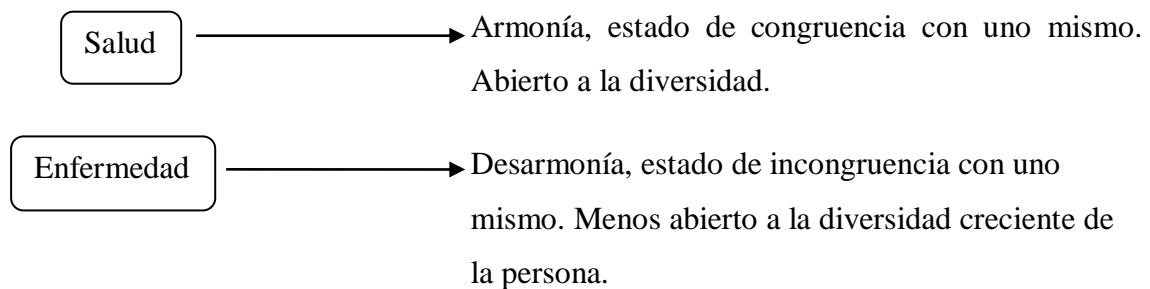 Salud
Armonía, estado de congruencia con uno mismo.
Abierto a la diversidad.
Enfermedad
Desarmonía, estado de incongruencia con uno
mismo. Menos abierto a la diversidad creciente de
la persona.